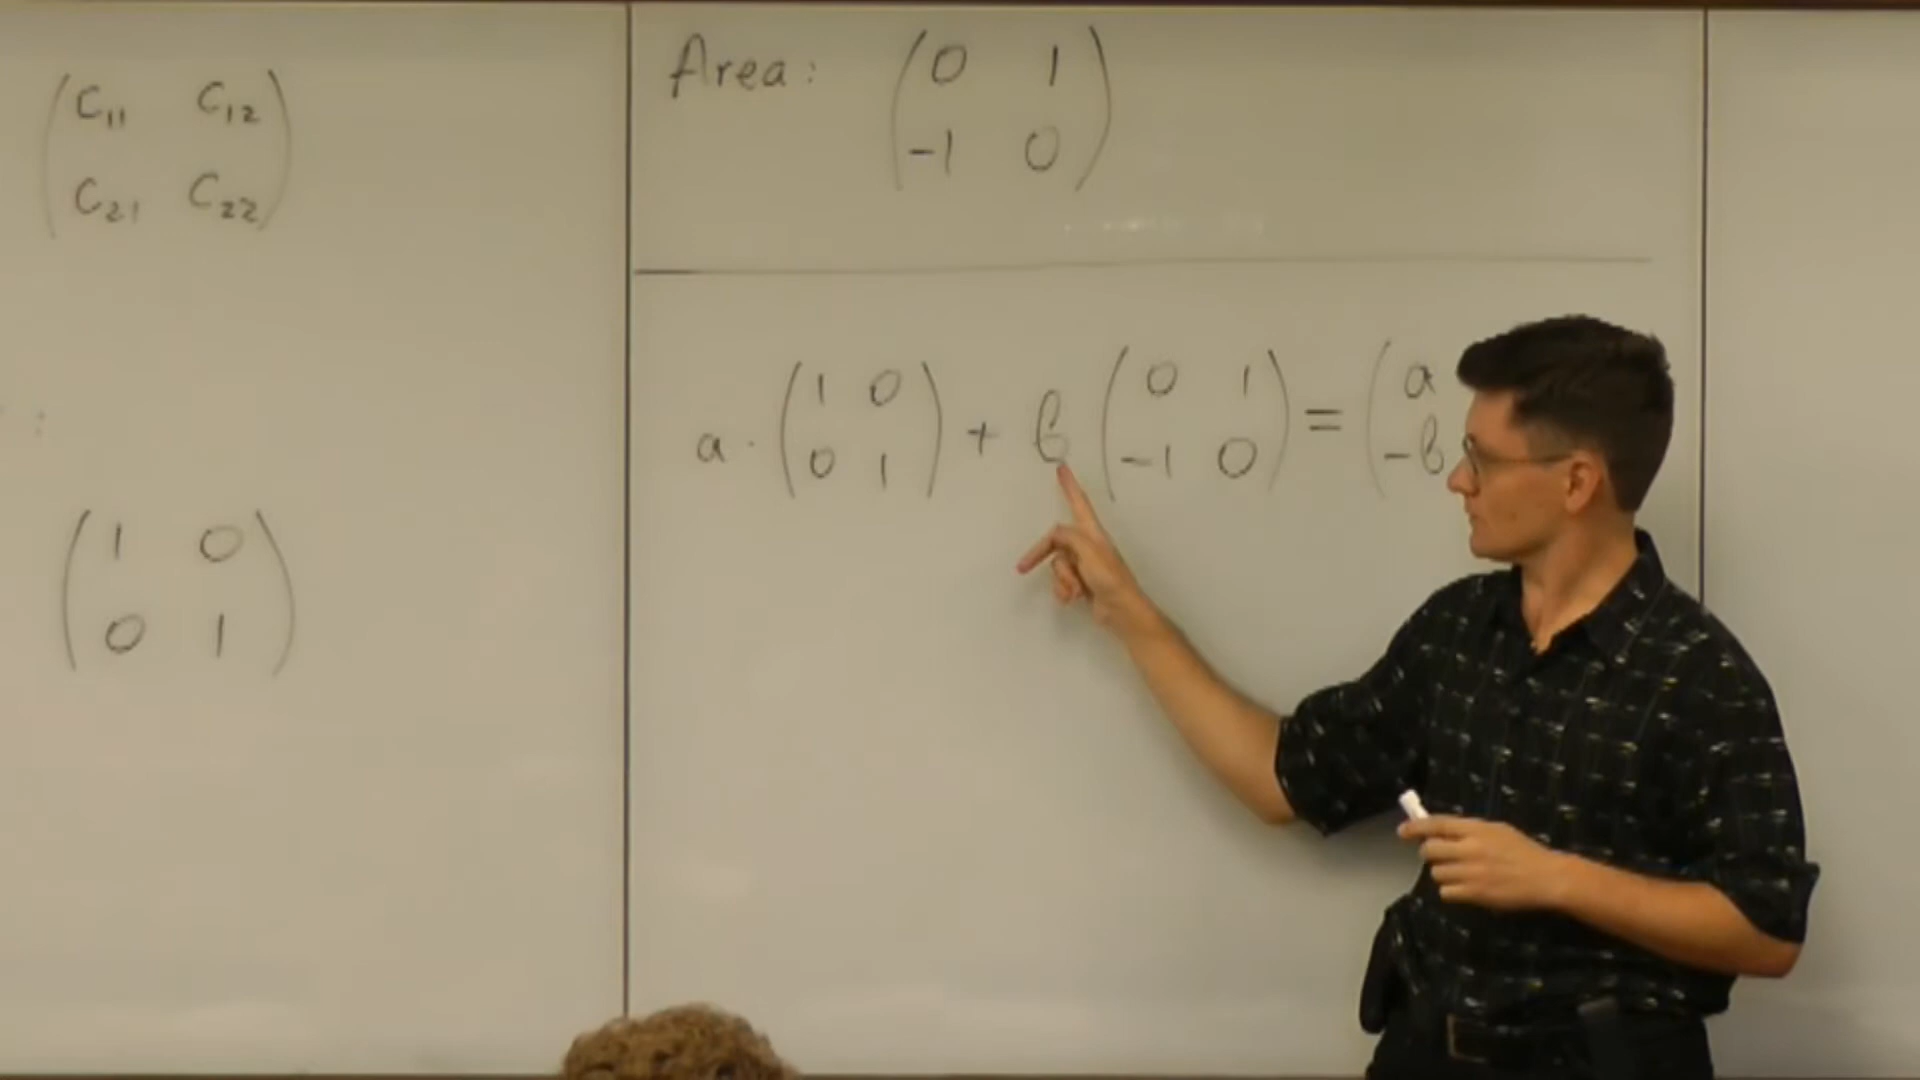 C₁₁ C₁₂
C₂₁ C₂₂
:
1 0
0 1
Area: 0 1
-1 0
a · (1 0) + b (0 1) = (a
(0 1) (-1 0) (-b